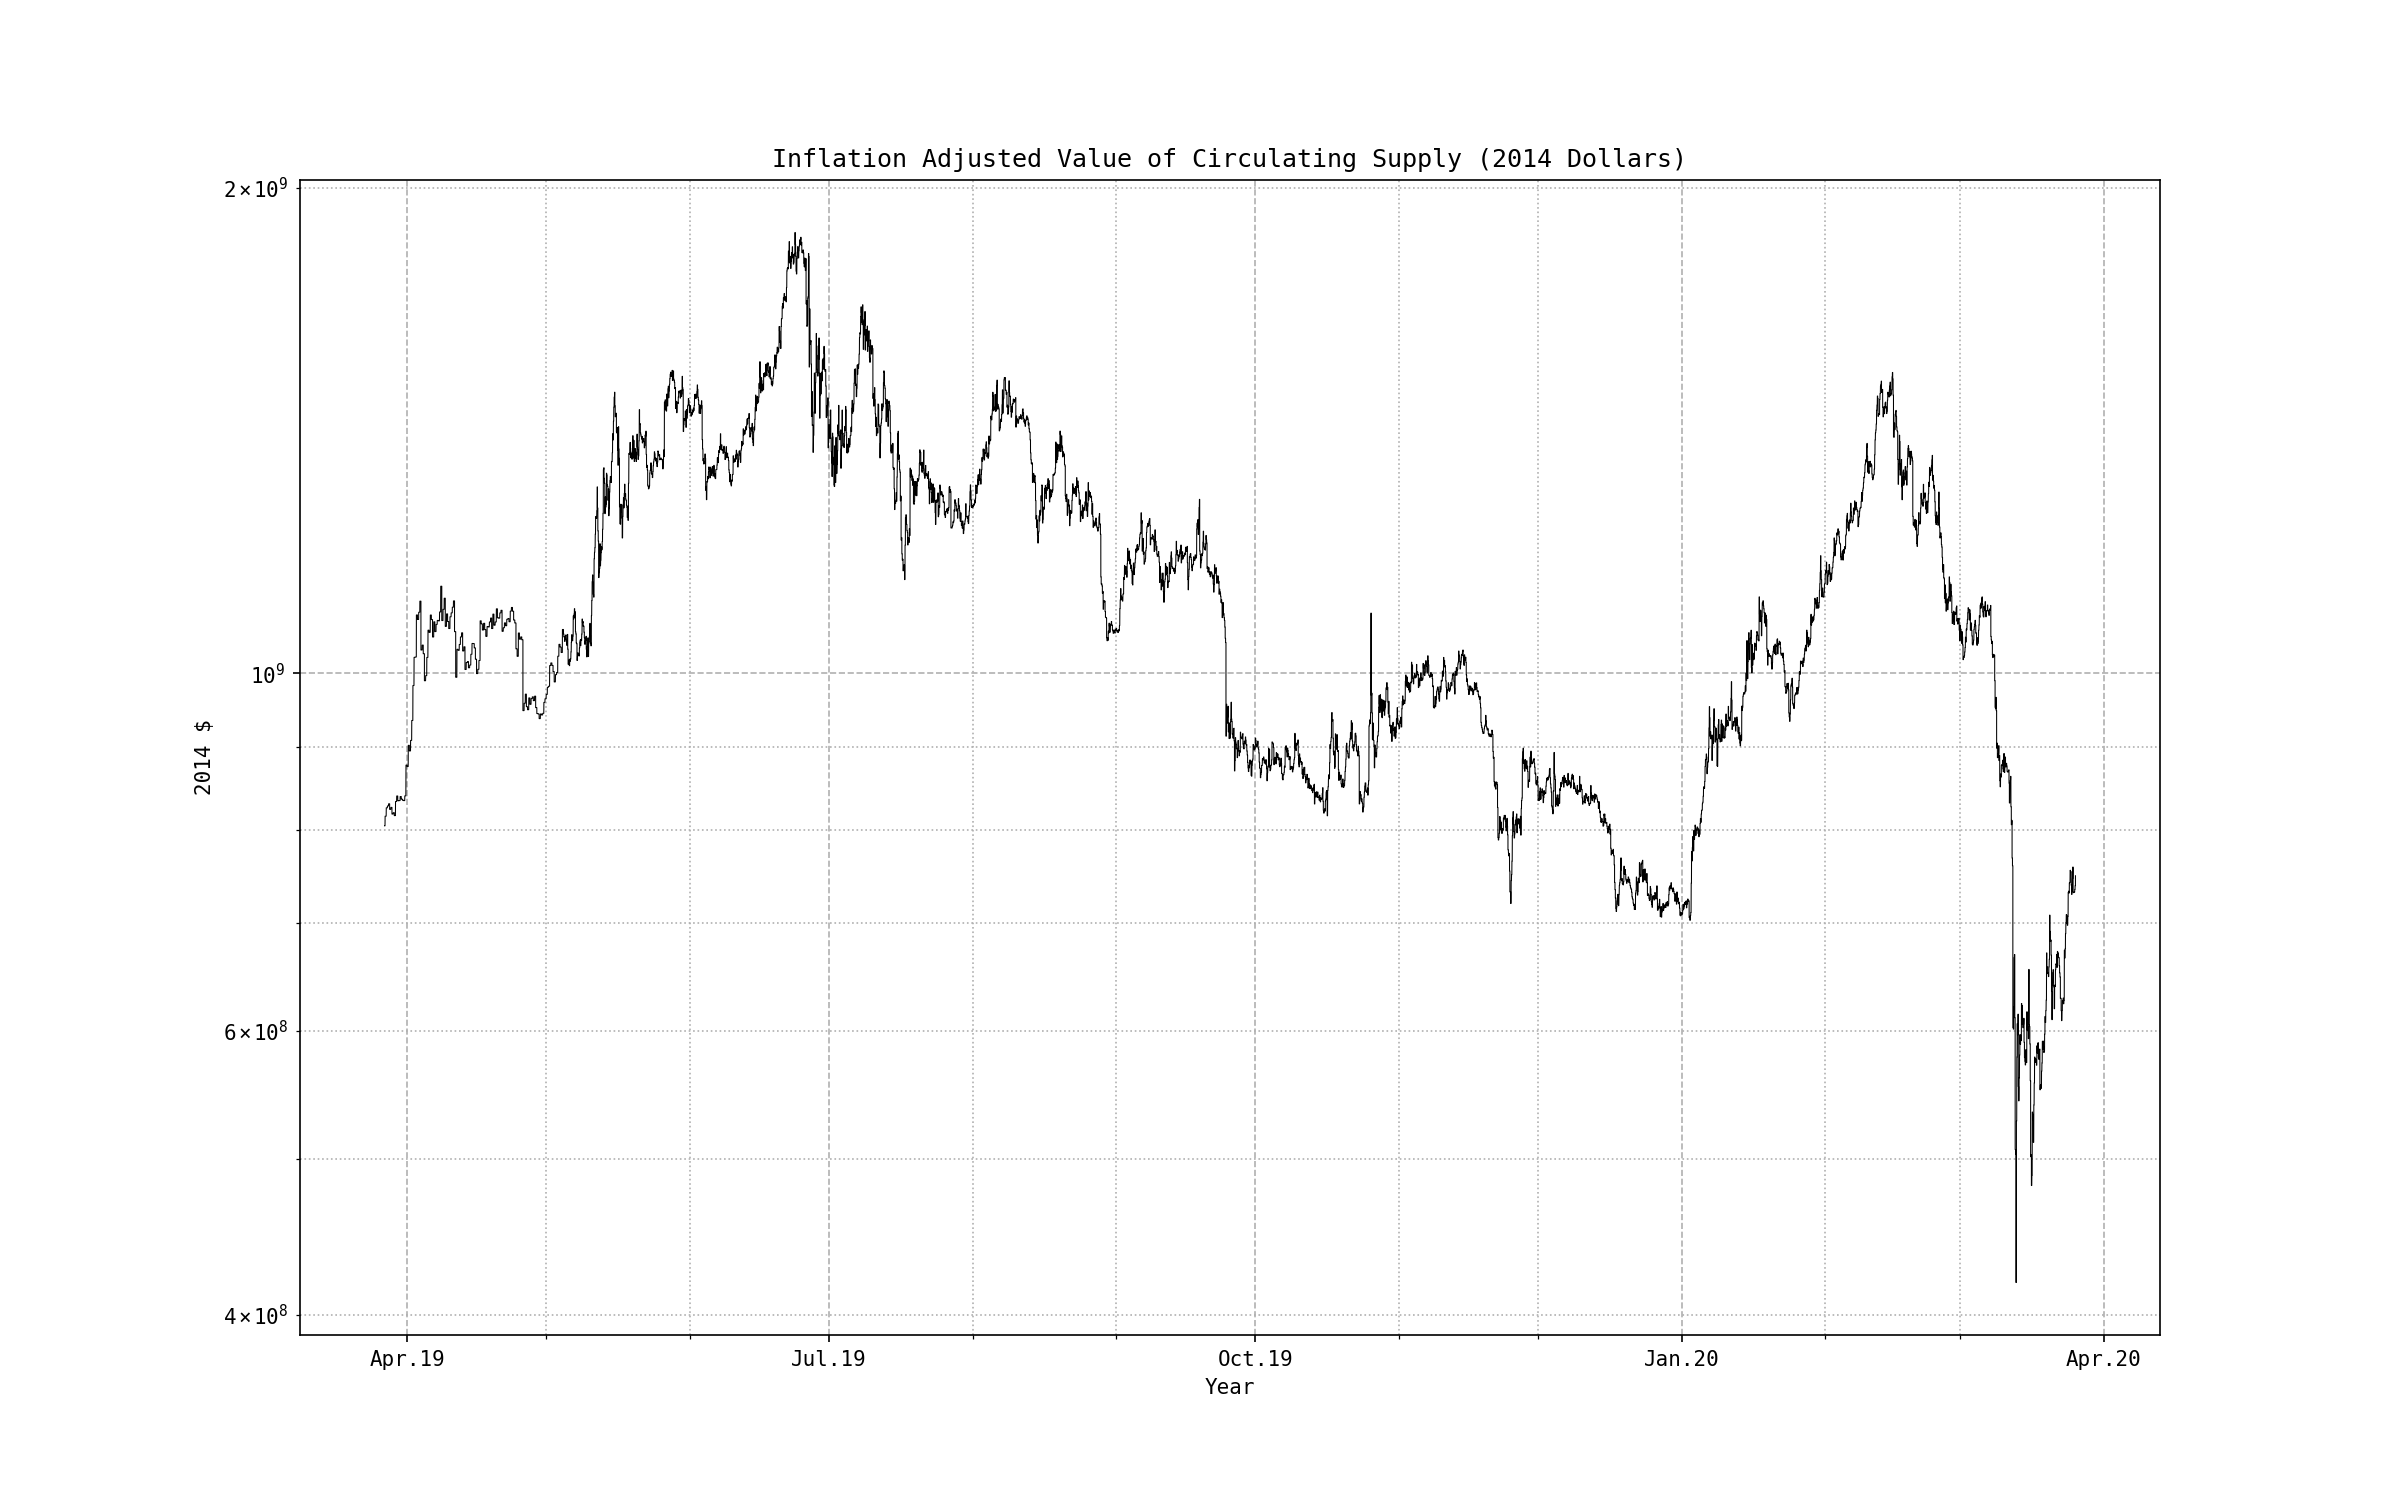 Inflation Adjusted Value of Circulating Supply (2014 Dollars)
2×10⁹
10⁹
6×10⁸
4×10⁸
2014 $
Apr.19 Jul.19 Oct.19 Jan.20 Apr.20
Year